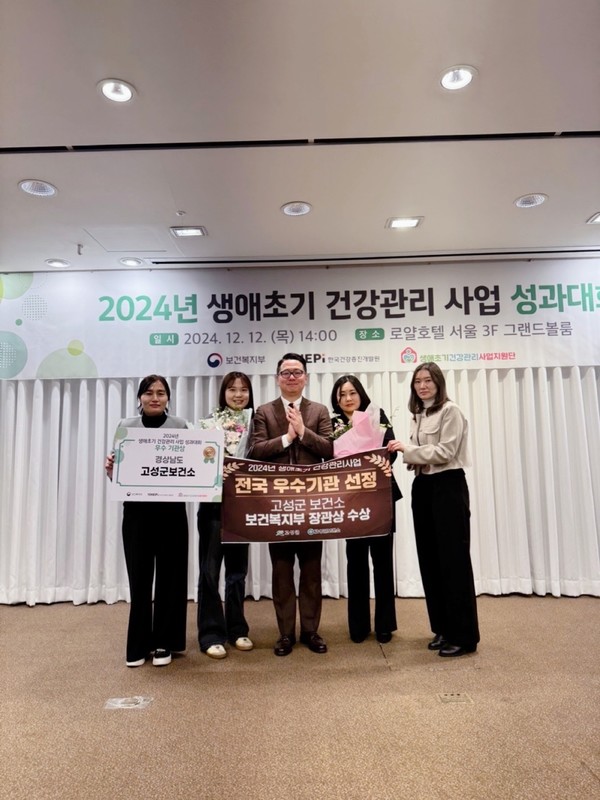 2024년 생애초기 건강관리 사업 성과대회
일시 2024. 12. 12. (목) 14:00 장소 로얄호텔 서울 3F 그랜드볼룸
보건복지부 한국건강증진개발원 생애초기건강관리사업지원단
2024년
생애초기 건강관리 사업 성과대회
우수 기관상
경상남도
고성군보건소
2024년 생애초기 건강관리사업
전국 우수기관 선정
고성군 보건소
보건복지부 장관상 수상